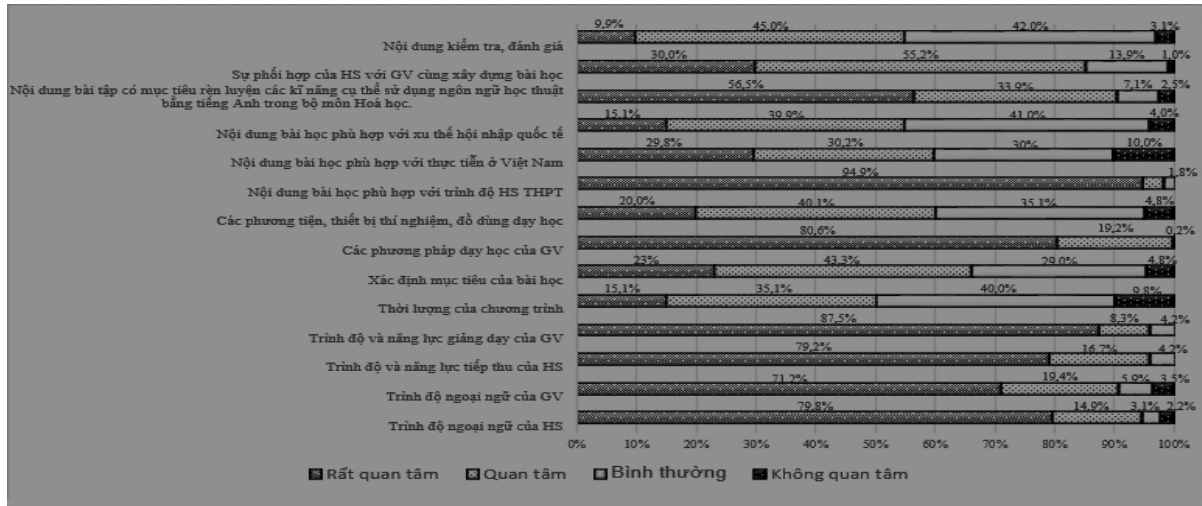 9,9% 45,0% 42,0% 3,1%
Nội dung kiểm tra, đánh giá
30,0% 55,2% 13,9% 1,0%
Sự phối hợp của HS với GV cùng xây dựng bài học
56,5% 33,9% 7,1% 2,5%
Nội dung bài tập có mục tiêu rèn luyện các kĩ năng cụ thể sử dụng ngôn ngữ học thuật
bằng tiếng Anh trong bộ môn Hoá học.
15,1% 39,9% 41,0% 4,0%
Nội dung bài học phù hợp với xu thế hội nhập quốc tế
29,8% 30,2% 30% 10,0%
Nội dung bài học phù hợp với thực tiễn ở Việt Nam
94,9% 1,8%
Nội dung bài học phù hợp với trình độ HS THPT
20,0% 40,1% 35,1% 4,8%
Các phương tiện, thiết bị thí nghiệm, đồ dùng dạy học
80,6% 19,2% 0,2%
Các phương pháp dạy học của GV
23% 43,3% 29,0% 4,8%
Xác định mục tiêu của bài học
15,1% 35,1% 40,0% 9,8%
Thời lượng của chương trình
87,5% 8,3% 4,2%
Trình độ và năng lực giảng dạy của GV
79,2% 16,7% 4,2%
Trình độ và năng lực tiếp thu của HS
71,2% 19,4% 5,9% 3,5%
Trình độ ngoại ngữ của GV
79,8% 14,9% 3,1% 2,2%
Trình độ ngoại ngữ của HS
0% 10% 20% 30% 40% 50% 60% 70% 80% 90% 100%
Rất quan tâm Quan tâm Bình thường Không quan tâm